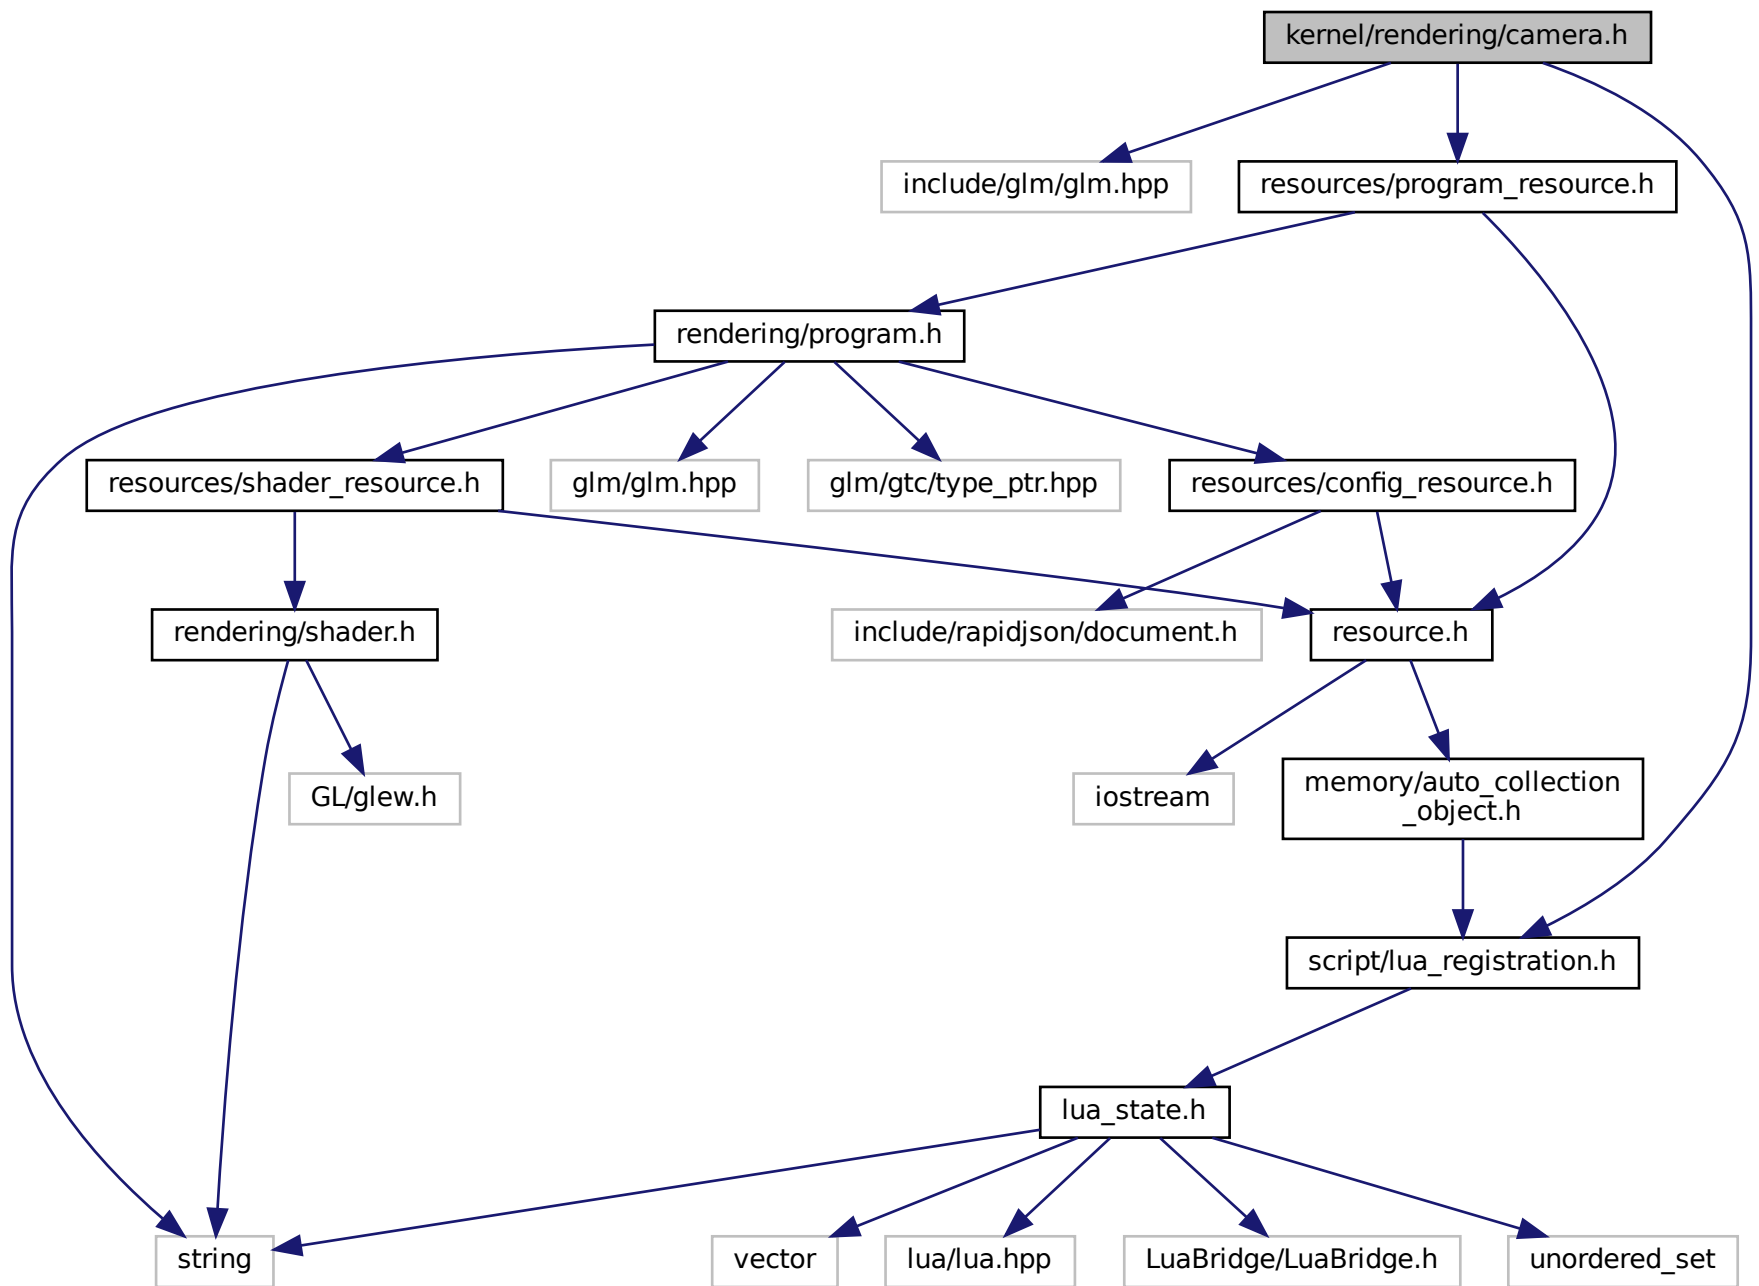 kernel/rendering/camera.h
include/glm/glm.hpp
resources/program_resource.h
rendering/program.h
resources/shader_resource.h
glm/glm.hpp
glm/gtc/type_ptr.hpp
resources/config_resource.h
rendering/shader.h
include/rapidjson/document.h
resource.h
GL/glew.h
iostream
memory/auto_collection
_object.h
script/lua_registration.h
lua_state.h
string
vector
lua/lua.hpp
LuaBridge/LuaBridge.h
unordered_set